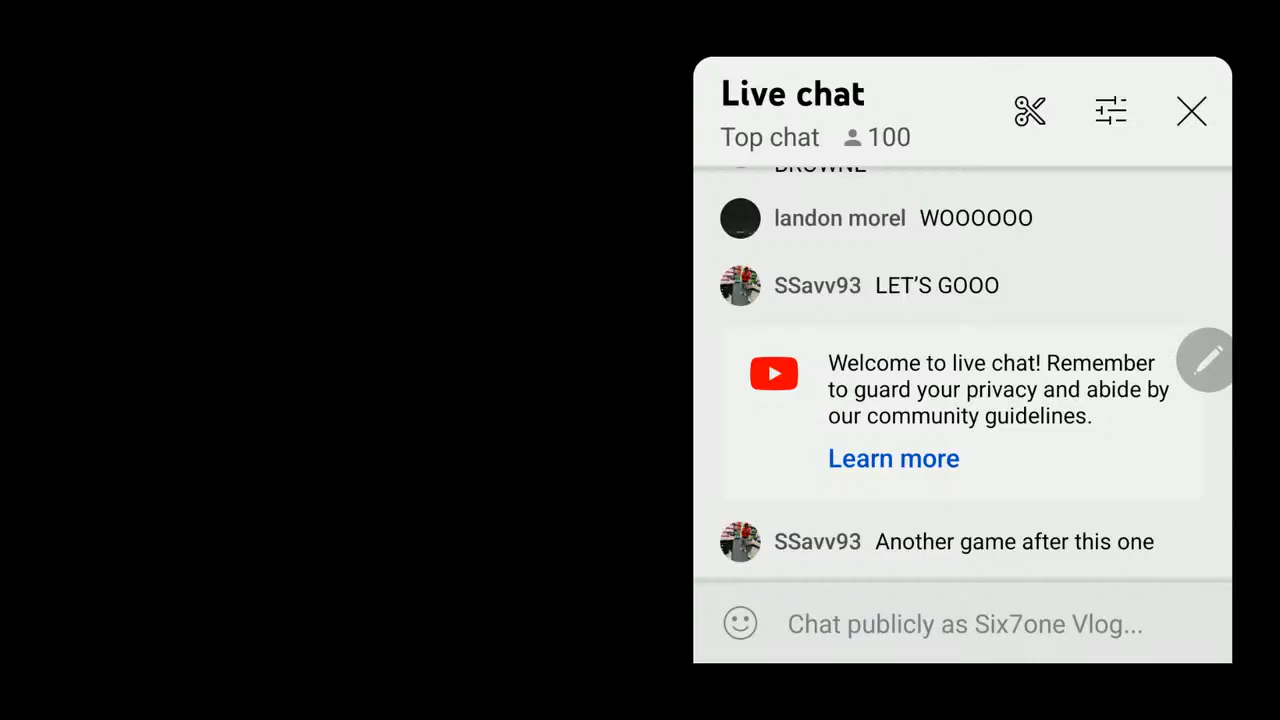 Live chat
Top chat 100
BROWNE
landon morel WOOOOOO
SSavv93 LET'S GOOO
Welcome to live chat! Remember
to guard your privacy and abide by
our community guidelines.
Learn more
SSavv93 Another game after this one
Chat publicly as Six7one Vlog...